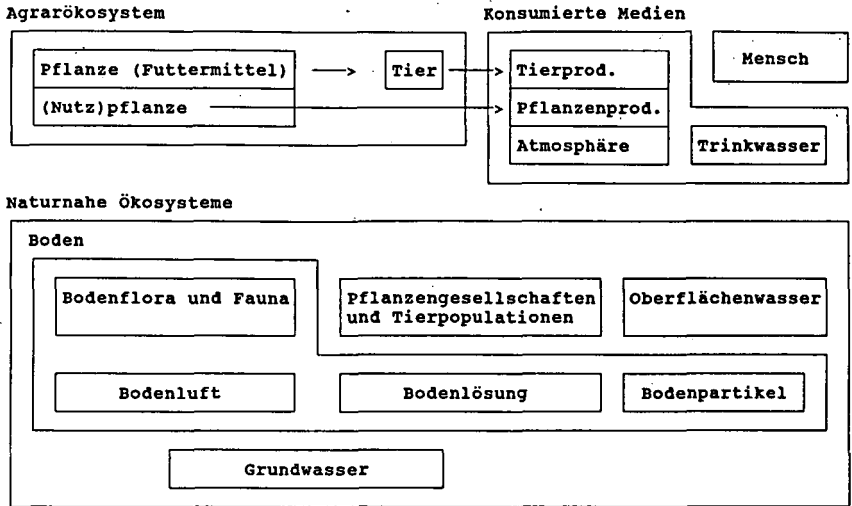 Agrarökosystem
Konsumierte Medien
Pflanze (Futtermittel)
Tier
Tierprod.
Mensch
(Nutz)pflanze
Pflanzenprod.
Atmosphäre
Trinkwasser
Naturnahe Ökosysteme
Boden
Bodenflora und Fauna
Pflanzengesellschaften
und Tierpopulationen
Oberflächenwasser
Bodenluft
Bodenlösung
Bodenpartikel
Grundwasser